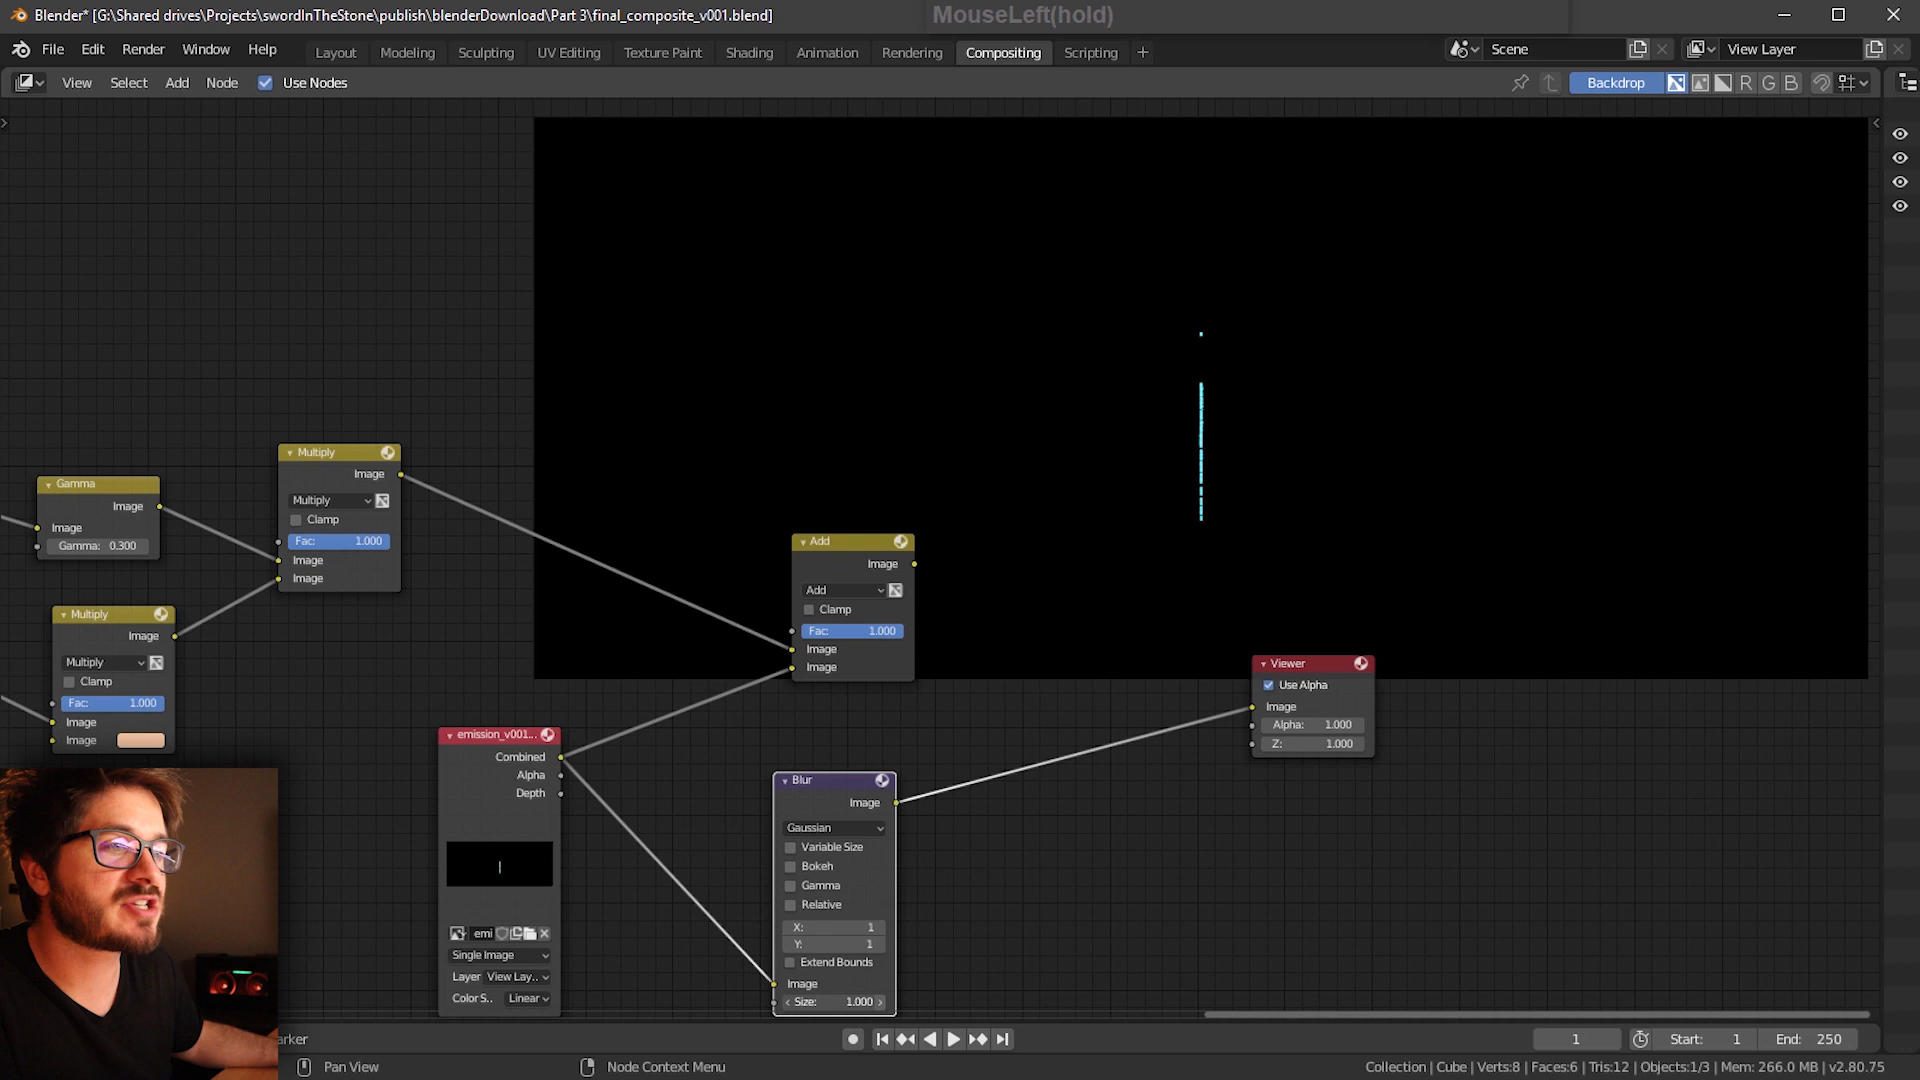 Blender* [G:\Shared drives\Projects\swordInTheStone\publish\blenderDownload\Part 3\final_composite_v001.blend]
MouseLeft(hold)
File Edit Render Window Help
Layout Modeling Sculpting UV Editing Texture Paint Shading Animation Rendering Compositing Scripting +
Scene
View Layer
View Select Add Node Use Nodes
Backdrop R G B
Multiply
Image
Multiply
Clamp
Fac: 1.000
Image
Image
Gamma
Image
Image
Gamma: 0.300
Multiply
Image
Multiply
Clamp
Fac: 1.000
Image
Image
Add
Image
Add
Clamp
Fac: 1.000
Image
Image
Viewer
Use Alpha
Image
Alpha: 1.000
Z: 1.000
emission_v001...
Combined
Alpha
Depth
emi
Single Image
Layer View Lay..
Color S.. Linear
Blur
Image
Gaussian
Variable Size
Bokeh
Gamma
Relative
X: 1
Y: 1
Extend Bounds
Image
Size: 1.000
arker
1
Start: 1
End: 250
Pan View
Node Context Menu
Collection | Cube | Verts:8 | Faces:6 | Tris:12 | Objects:1/3 | Mem: 266.0 MB | v2.80.75